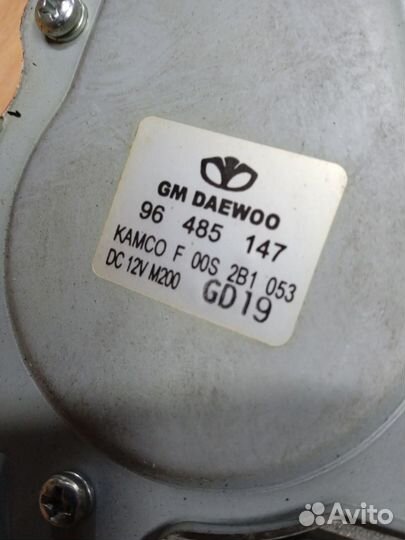 GM DAEWOO
96 485 147
KAMCO F 00S 2B1 053
DC 12V M200 GD19
Avito